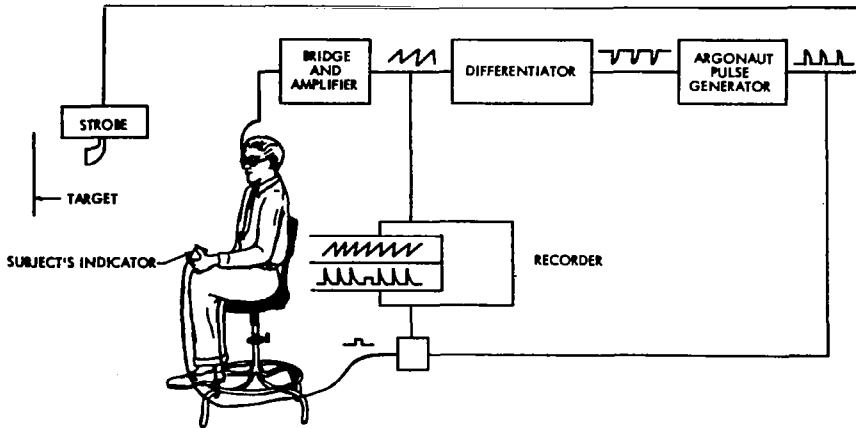 BRIDGE
AND
AMPLIFIER
DIFFERENTIATOR
ARGONAUT
PULSE
GENERATOR
STROBE
TARGET
SUBJECT'S INDICATOR
RECORDER